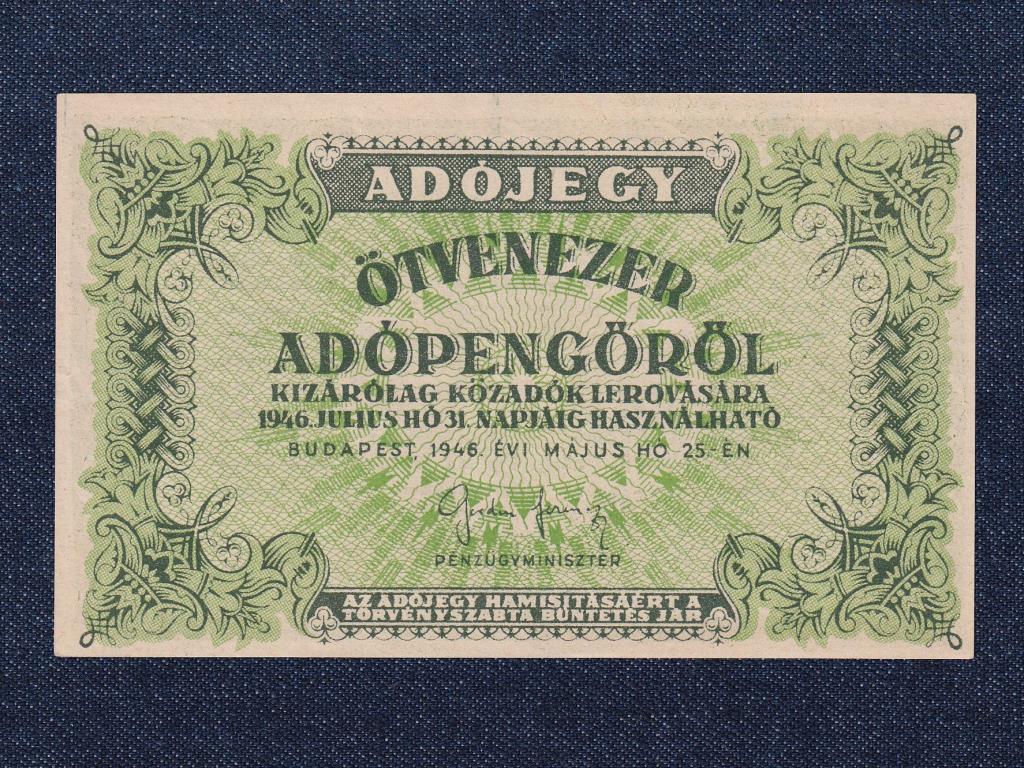 ADÓJEGY
ÖTVENEZER
ADÓPENGŐRŐL
KIZÁRÓLAG KÖZADÓK LEROVÁSÁRA
1946. JULIUS HÓ 31. NAPJÁIG HASZNÁLHATÓ
BUDAPEST, 1946. ÉVI MÁJUS HÓ 25.-ÉN
PÉNZÜGYMINISZTER
AZ ADÓJEGY HAMISITÁSÁÉRT A
TÖRVÉNYSZABTA BÜNTETÉS JÁR